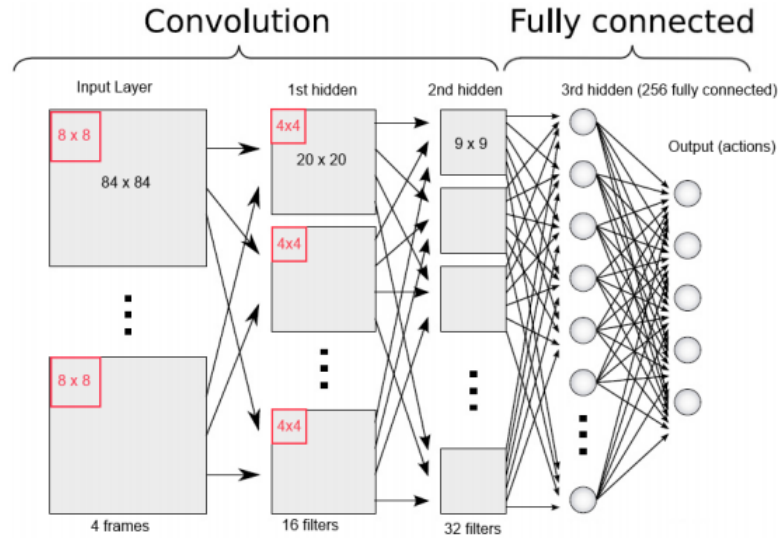 Convolution
Fully connected
Input Layer
1st hidden
2nd hidden
3rd hidden (256 fully connected)
8 x 8
84 x 84
4x4
20 x 20
9 x 9
Output (actions)
4x4
8 x 8
4x4
4 frames
16 filters
32 filters